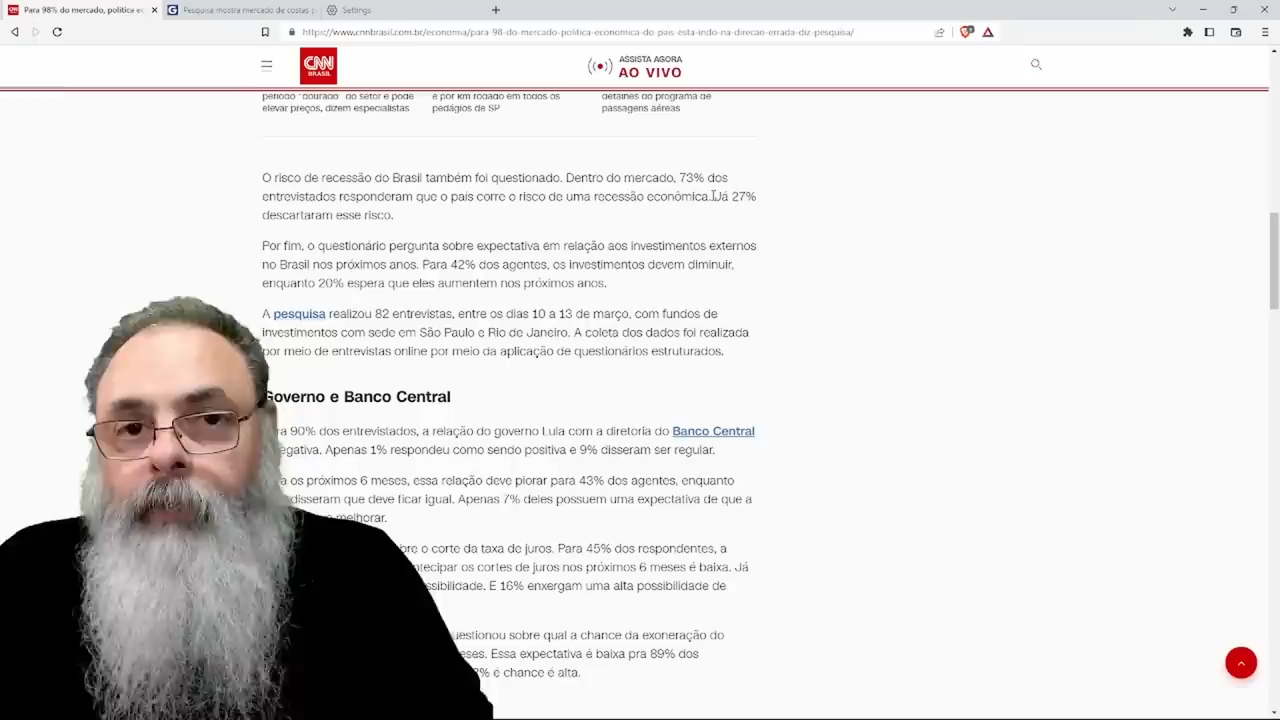 Para 98% do mercado, política ec
Pesquisa mostra mercado de costas p
Settings
https://www.cnnbrasil.com.br/economia/para-98-do-mercado-politica-economica-do-pais-esta-indo-na-direcao-errada-diz-pesquisa/
CNN
BRASIL
ASSISTA AGORA
AO VIVO
período "dourado" do setor e pode
elevar preços, dizem especialistas
e por km rodado em todos os
pedágios de SP
detalhes do programa de
passagens aéreas
O risco de recessão do Brasil também foi questionado. Dentro do mercado, 73% dos
entrevistados responderam que o país corre o risco de uma recessão econômica. Já 27%
descartaram esse risco.
Por fim, o questionário pergunta sobre expectativa em relação aos investimentos externos
no Brasil nos próximos anos. Para 42% dos agentes, os investimentos devem diminuir,
enquanto 20% espera que eles aumentem nos próximos anos.
A pesquisa realizou 82 entrevistas, entre os dias 10 a 13 de março, com fundos de
investimentos com sede em São Paulo e Rio de Janeiro. A coleta dos dados foi realizada
por meio de entrevistas online por meio da aplicação de questionários estruturados.
Governo e Banco Central
ra 90% dos entrevistados, a relação do governo Lula com a diretoria do Banco Central
egativa. Apenas 1% respondeu como sendo positiva e 9% disseram ser regular.
a os próximos 6 meses, essa relação deve piorar para 43% dos agentes, enquanto
disseram que deve ficar igual. Apenas 7% deles possuem uma expectativa de que a
melhorar.
bre o corte da taxa de juros. Para 45% dos respondentes, a
ntecipar os cortes de juros nos próximos 6 meses é baixa. Já
ssibilidade. E 16% enxergam uma alta possibilidade de
uestionou sobre qual a chance da exoneração do
eses. Essa expectativa é baixa pra 89% dos
% é chance é alta.